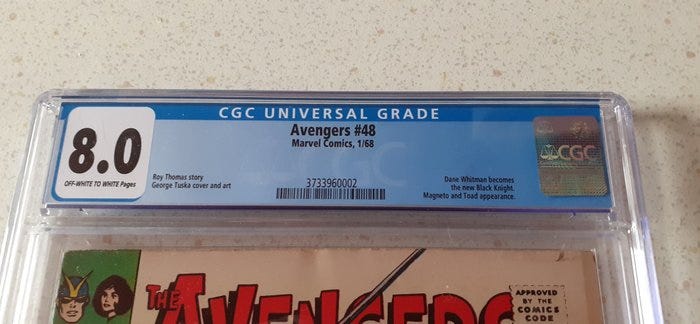 CGC UNIVERSAL GRADE
8.0
OFF-WHITE TO WHITE Pages
Avengers #48
Marvel Comics, 1/68
Roy Thomas story
George Tuska cover and art
3733960002
Dane Whitman becomes
the new Black Knight.
Magneto and Toad appearance.
CGC
THE AVENGERS
APPROVED
BY THE
COMICS
CODE